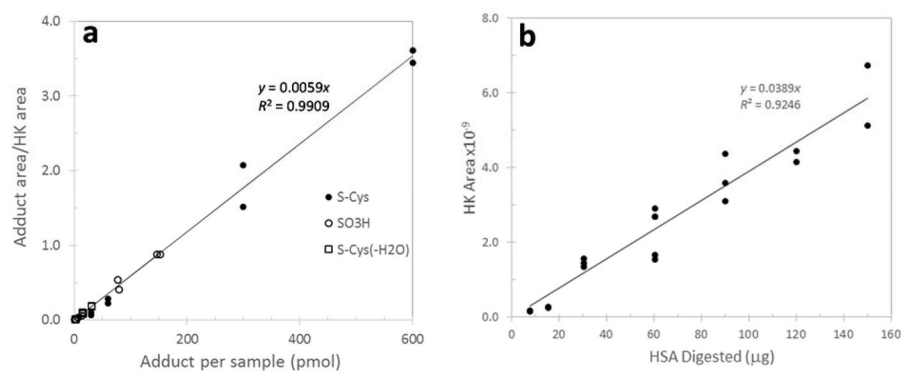 a
4.0
3.0
2.0
1.0
0.0
Adduct area/HK area
y = 0.0059x
R² = 0.9909
S-Cys
SO3H
S-Cys(-H2O)
0
200
400
600
Adduct per sample (pmol)
b
8.0
6.0
4.0
2.0
0.0
HK Area x10⁻⁹
y = 0.0389x
R² = 0.9246
0
20
40
60
80
100
120
140
160
HSA Digested (µg)